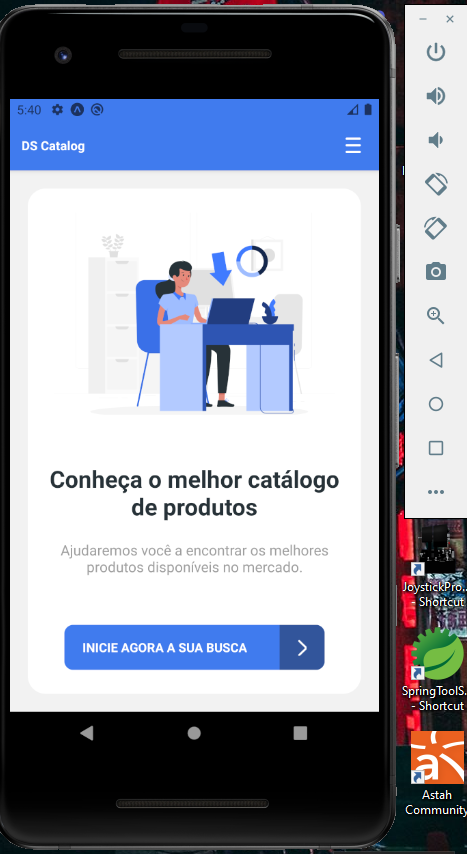 5:40
DS Catalog
Conheça o melhor catálogo
de produtos
Ajudaremos você a encontrar os melhores
produtos disponíveis no mercado.
INICIE AGORA A SUA BUSCA
JoystickPro...
- Shortcut
SpringToolS...
- Shortcut
Astah
Community